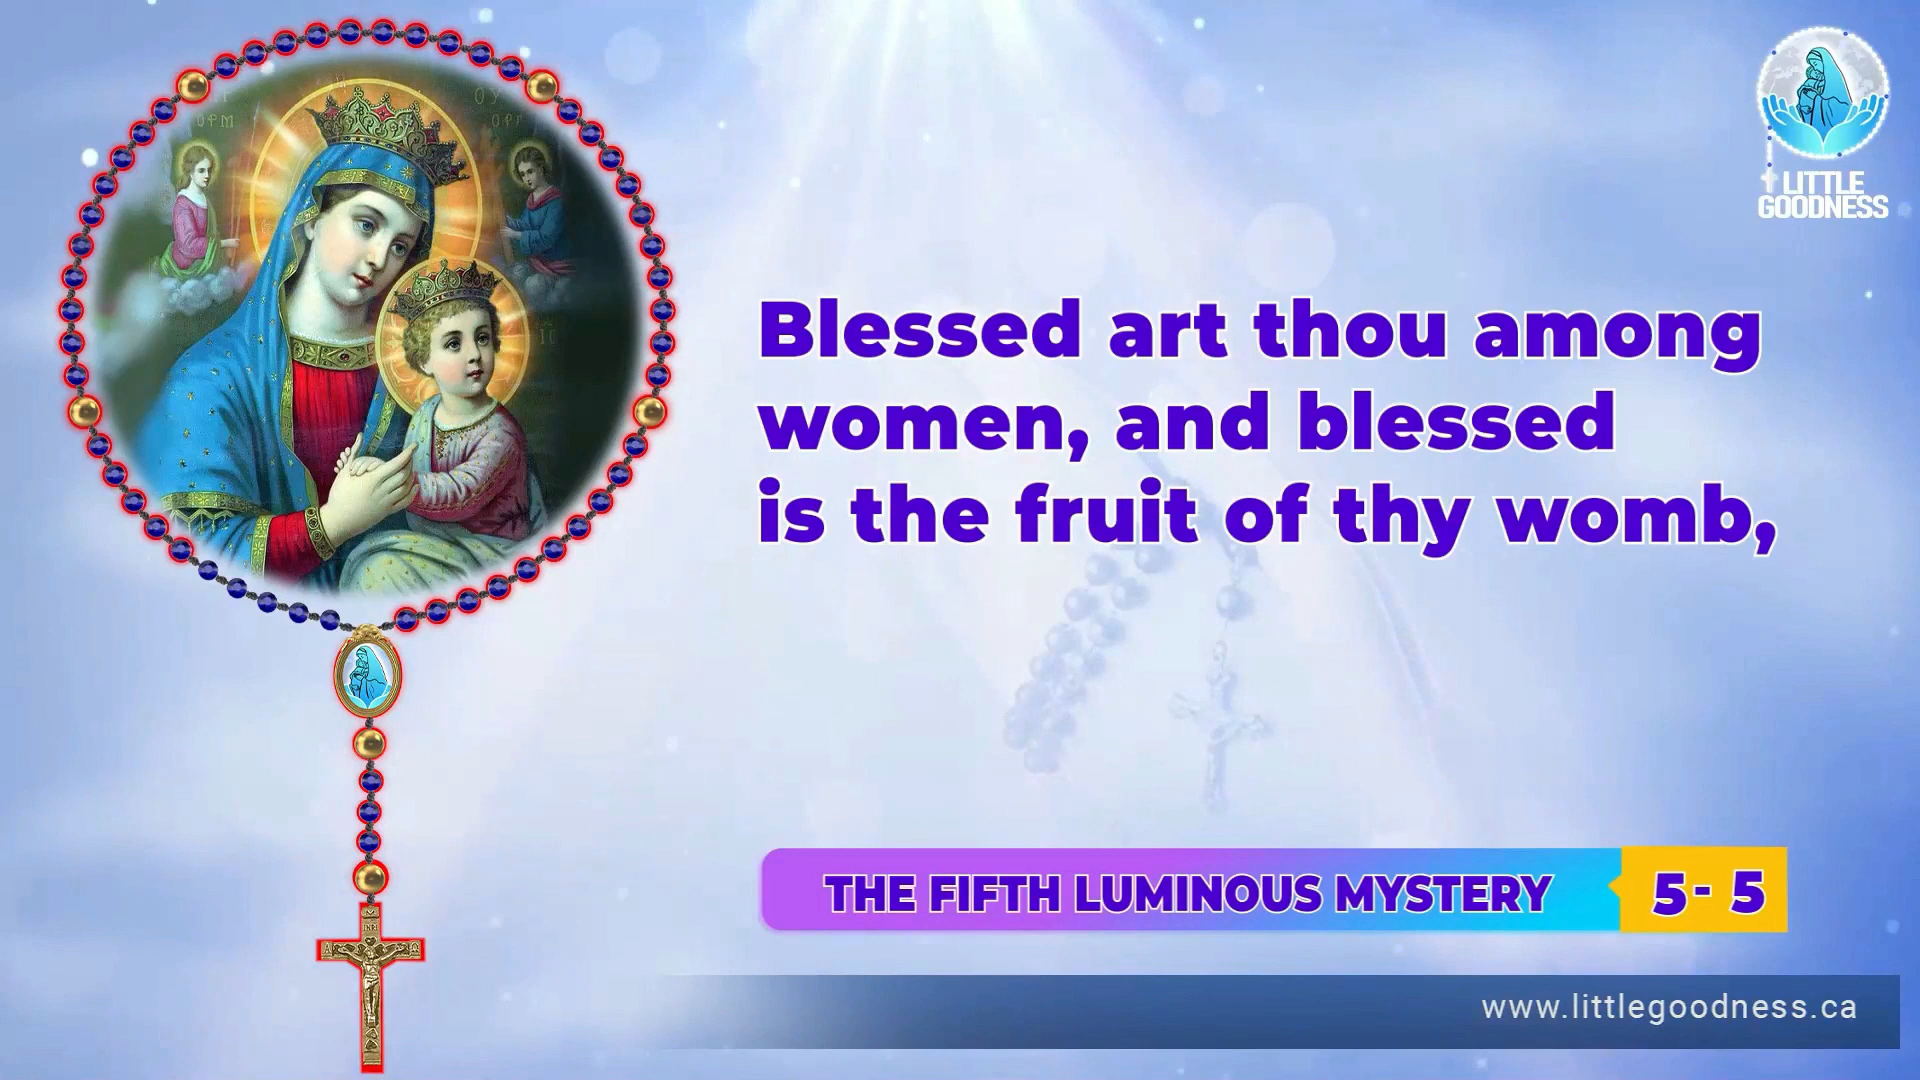 LITTLE
GOODNESS
Blessed art thou among
women, and blessed
is the fruit of thy womb,
THE FIFTH LUMINOUS MYSTERY
5- 5
www.littlegoodness.ca
INRI